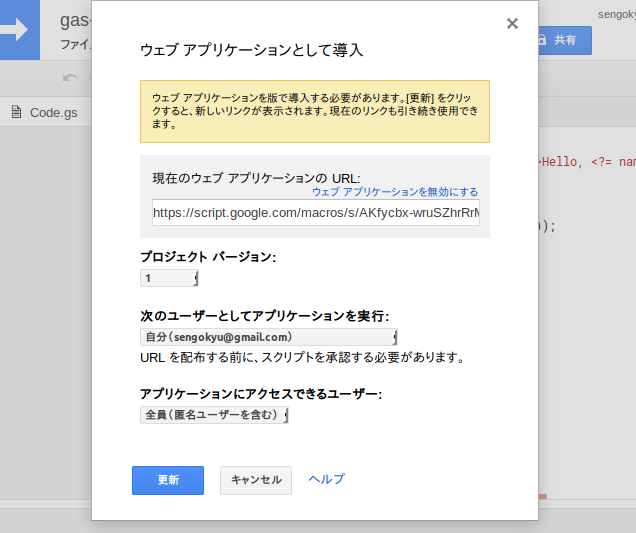 gas-
sengoky
ファイル
共有
Code.gs
ウェブ アプリケーションとして導入
ウェブ アプリケーションを版で導入する必要があります。[更新] をクリッ
クすると、新しいリンクが表示されます。現在のリンクも引き続き使用でき
ます。
>Hello, <?= nam
現在のウェブ アプリケーションの URL:
ウェブ アプリケーションを無効にする
https://script.google.com/macros/s/AKfycbx-wruSZhrRrM
);
プロジェクト バージョン:
1
次のユーザーとしてアプリケーションを実行:
自分（sengokyu@gmail.com）
URL を配布する前に、スクリプトを承認する必要があります。
アプリケーションにアクセスできるユーザー:
全員（匿名ユーザーを含む）
更新
キャンセル
ヘルプ